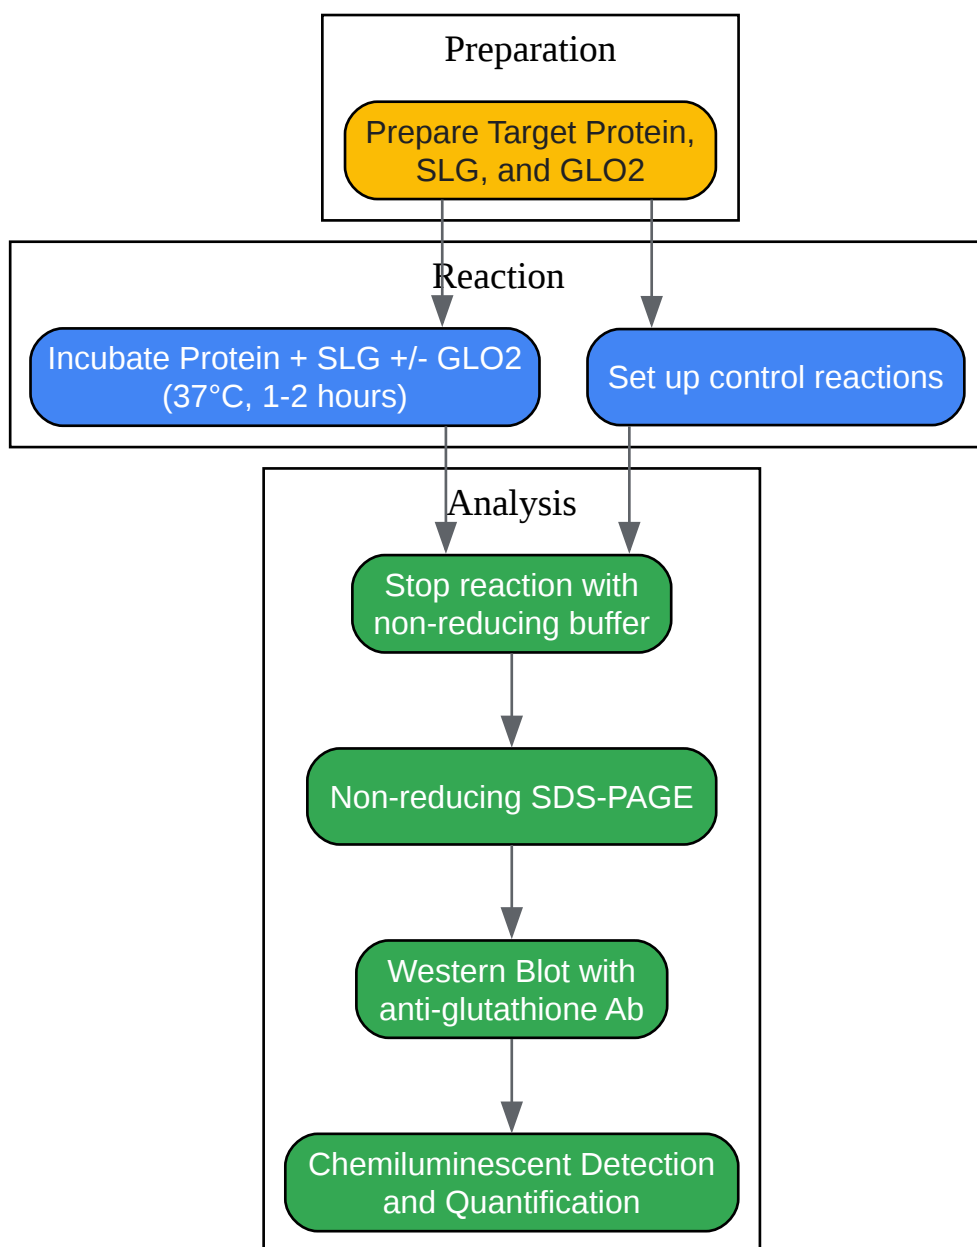 Preparation
Prepare Target Protein,
SLG, and GLO2
Reaction
Incubate Protein + SLG +/- GLO2
(37°C, 1-2 hours)
Set up control reactions
Analysis
Stop reaction with
non-reducing buffer
Non-reducing SDS-PAGE
Western Blot with
anti-glutathione Ab
Chemiluminescent Detection
and Quantification